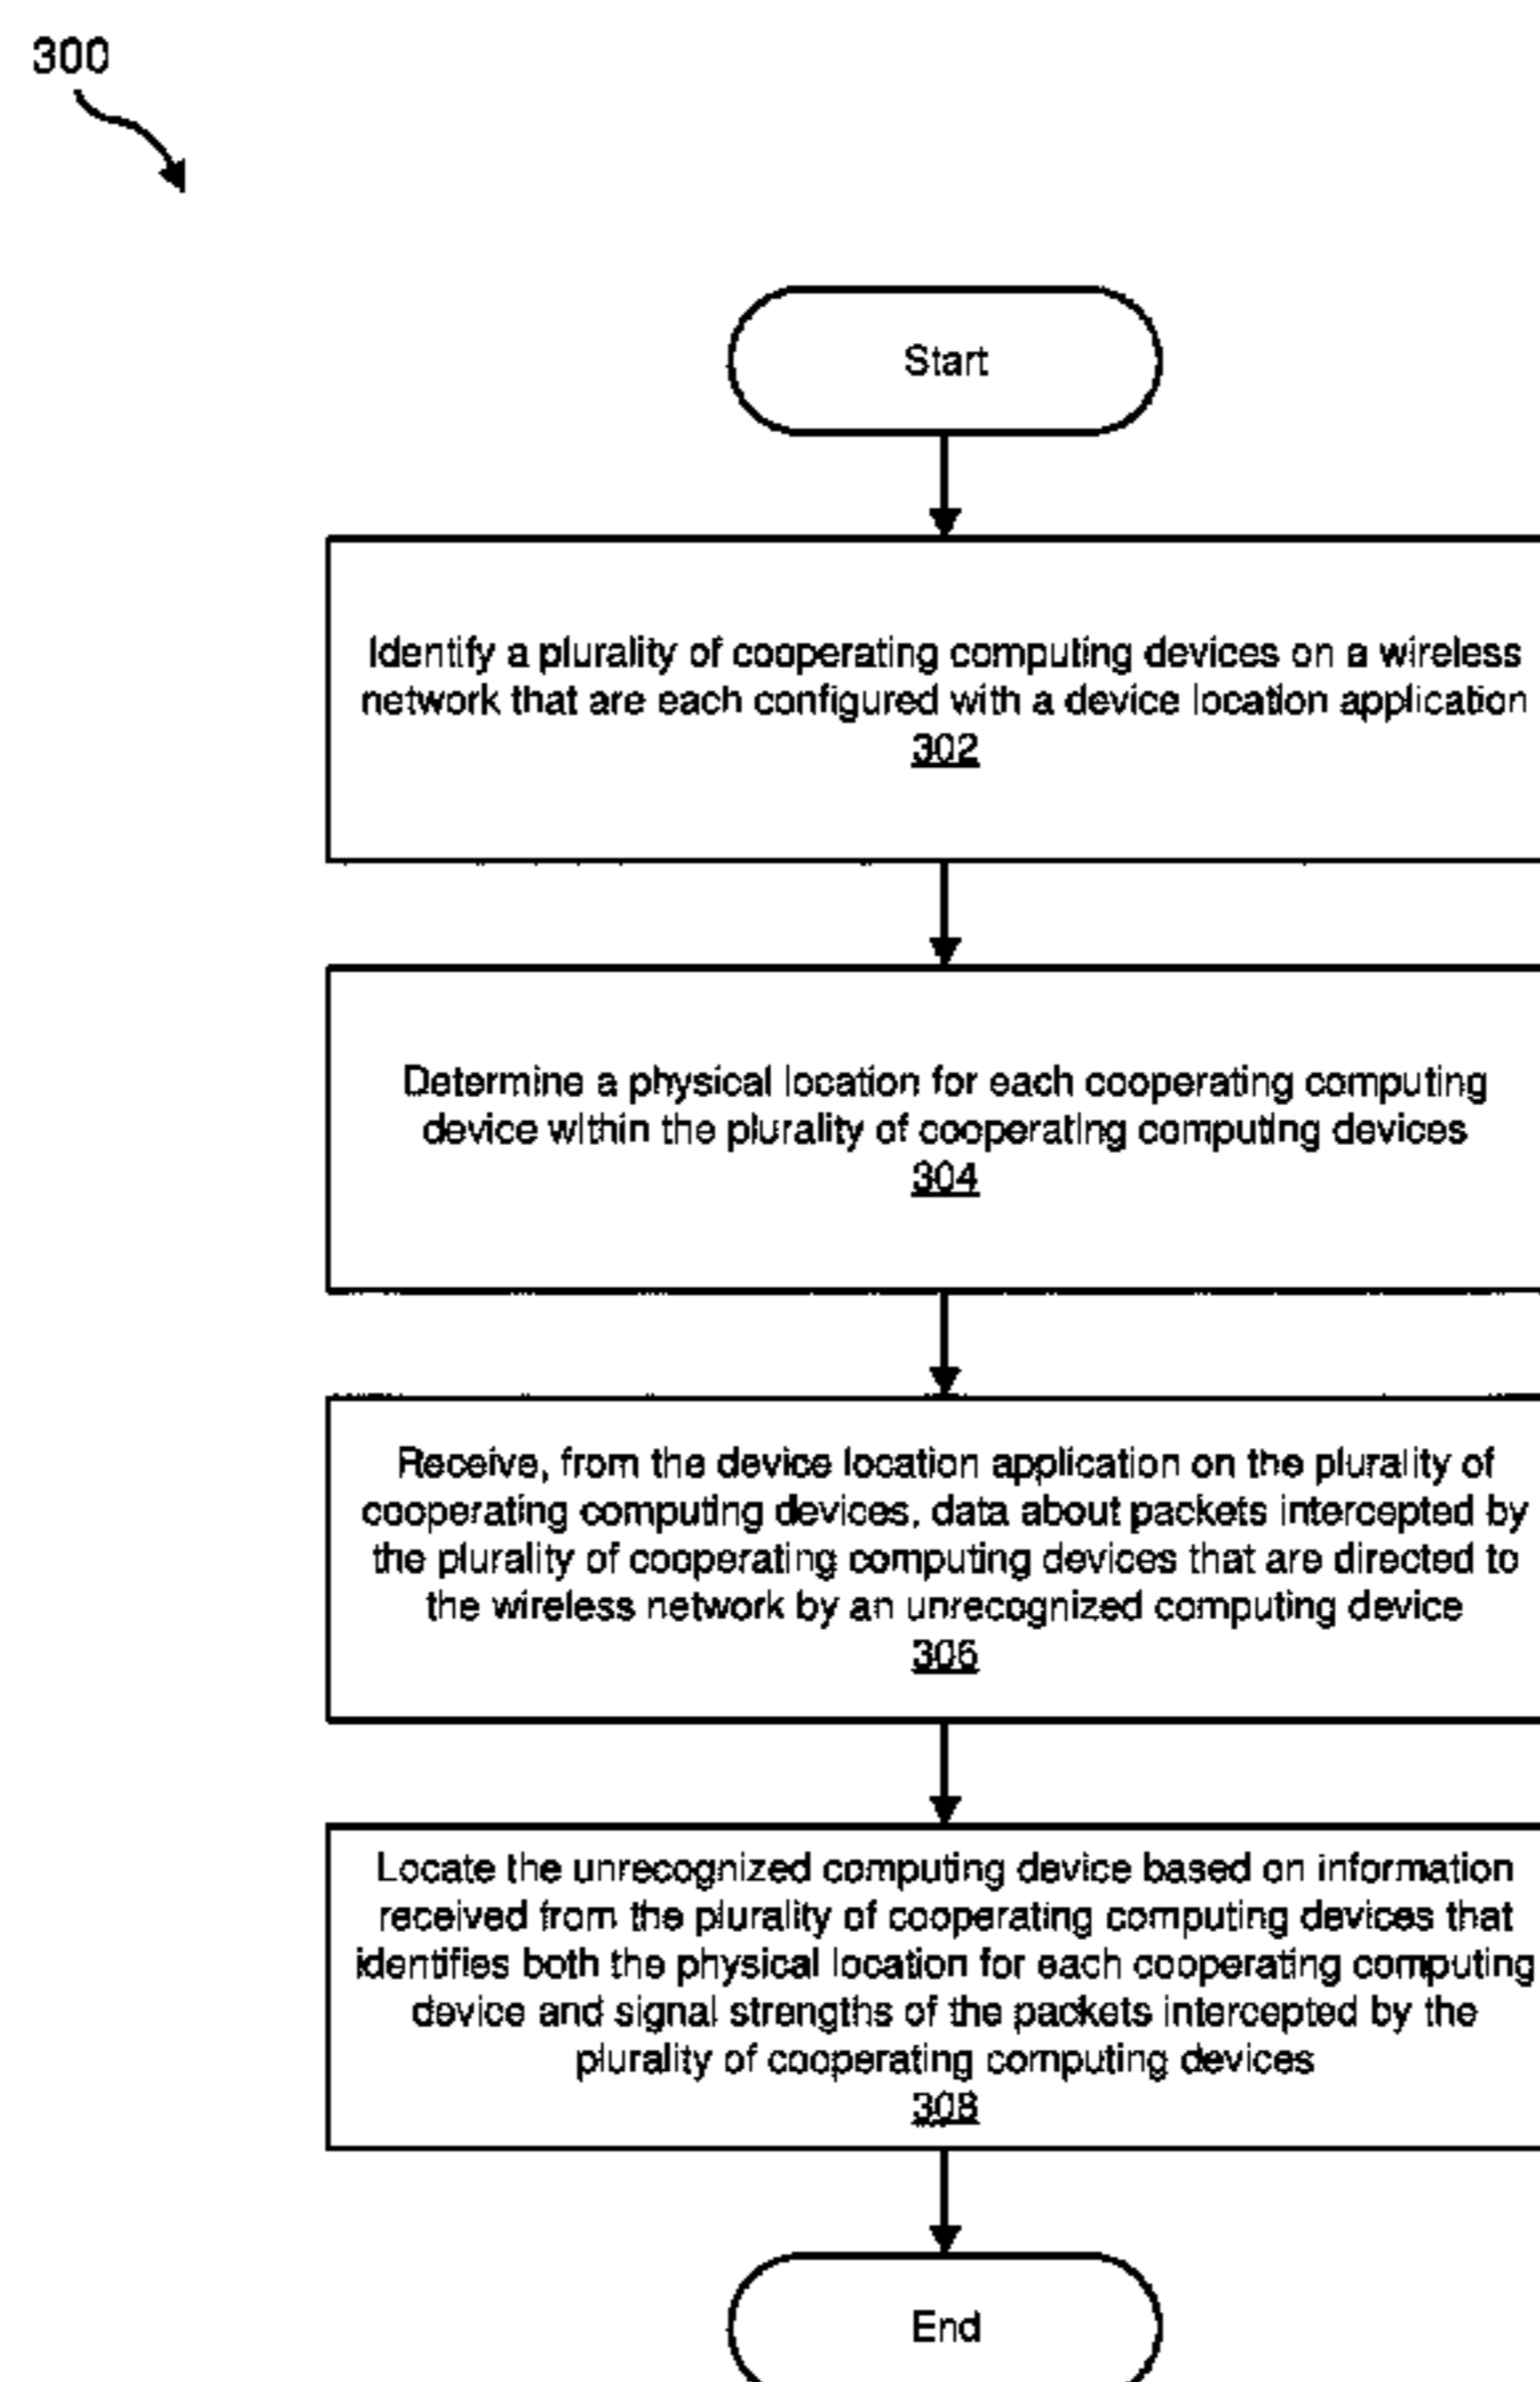 300
Start
Identify a plurality of cooperating computing devices on a wireless
network that are each configured with a device location application
302
Determine a physical location for each cooperating computing
device within the plurality of cooperating computing devices
304
Receive, from the device location application on the plurality of
cooperating computing devices, data about packets intercepted by
the plurality of cooperating computing devices that are directed to
the wireless network by an unrecognized computing device
306
Locate the unrecognized computing device based on information
received from the plurality of cooperating computing devices that
identifies both the physical location for each cooperating computing
device and signal strengths of the packets intercepted by the
plurality of cooperating computing devices
308
End